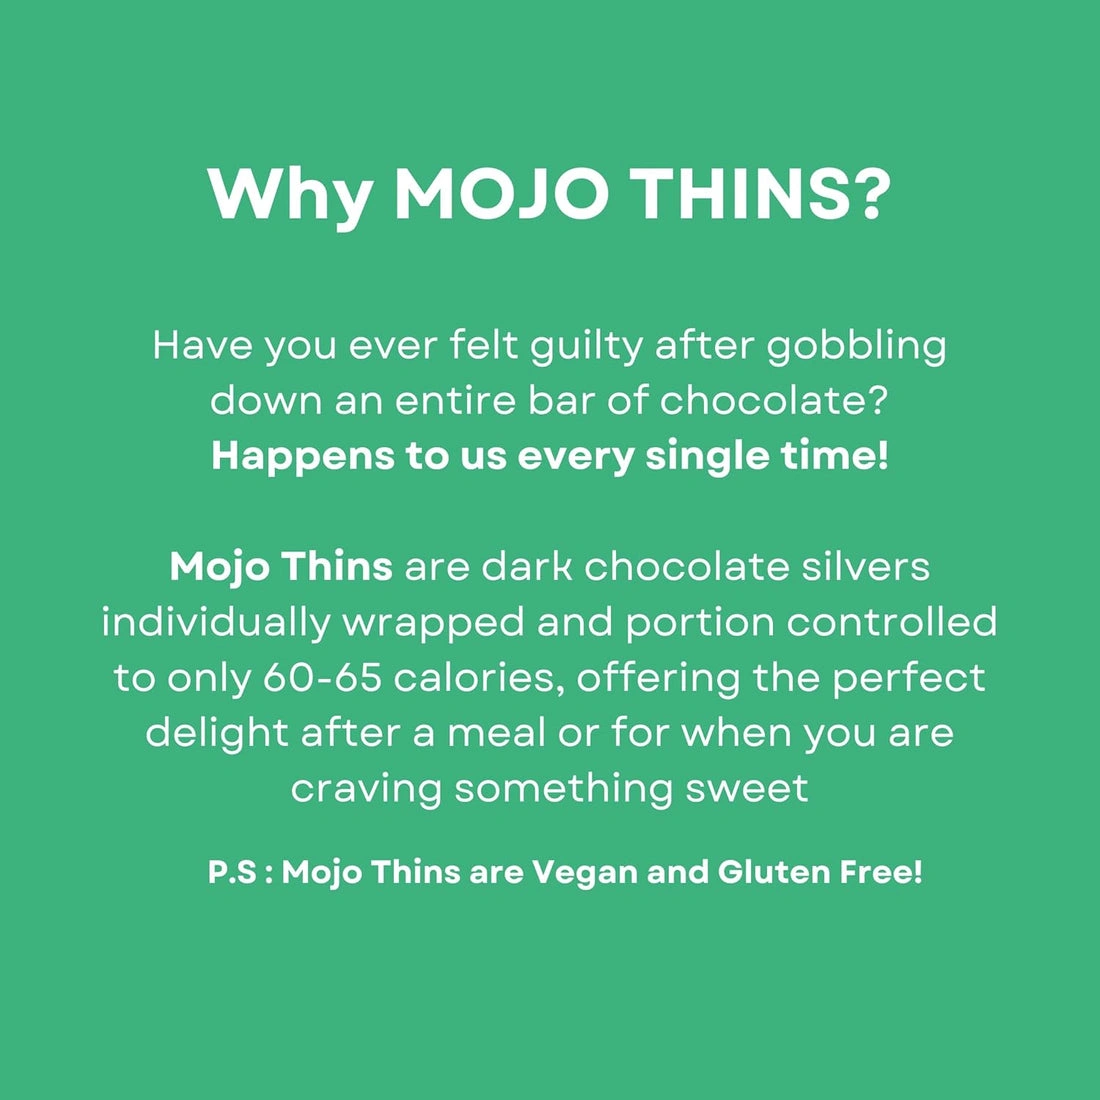 Why MOJO THINS?
Have you ever felt guilty after gobbling
down an entire bar of chocolate?
Happens to us every single time!
Mojo Thins are dark chocolate silvers
individually wrapped and portion controlled
to only 60-65 calories, offering the perfect
delight after a meal or for when you are
craving something sweet
P.S : Mojo Thins are Vegan and Gluten Free!